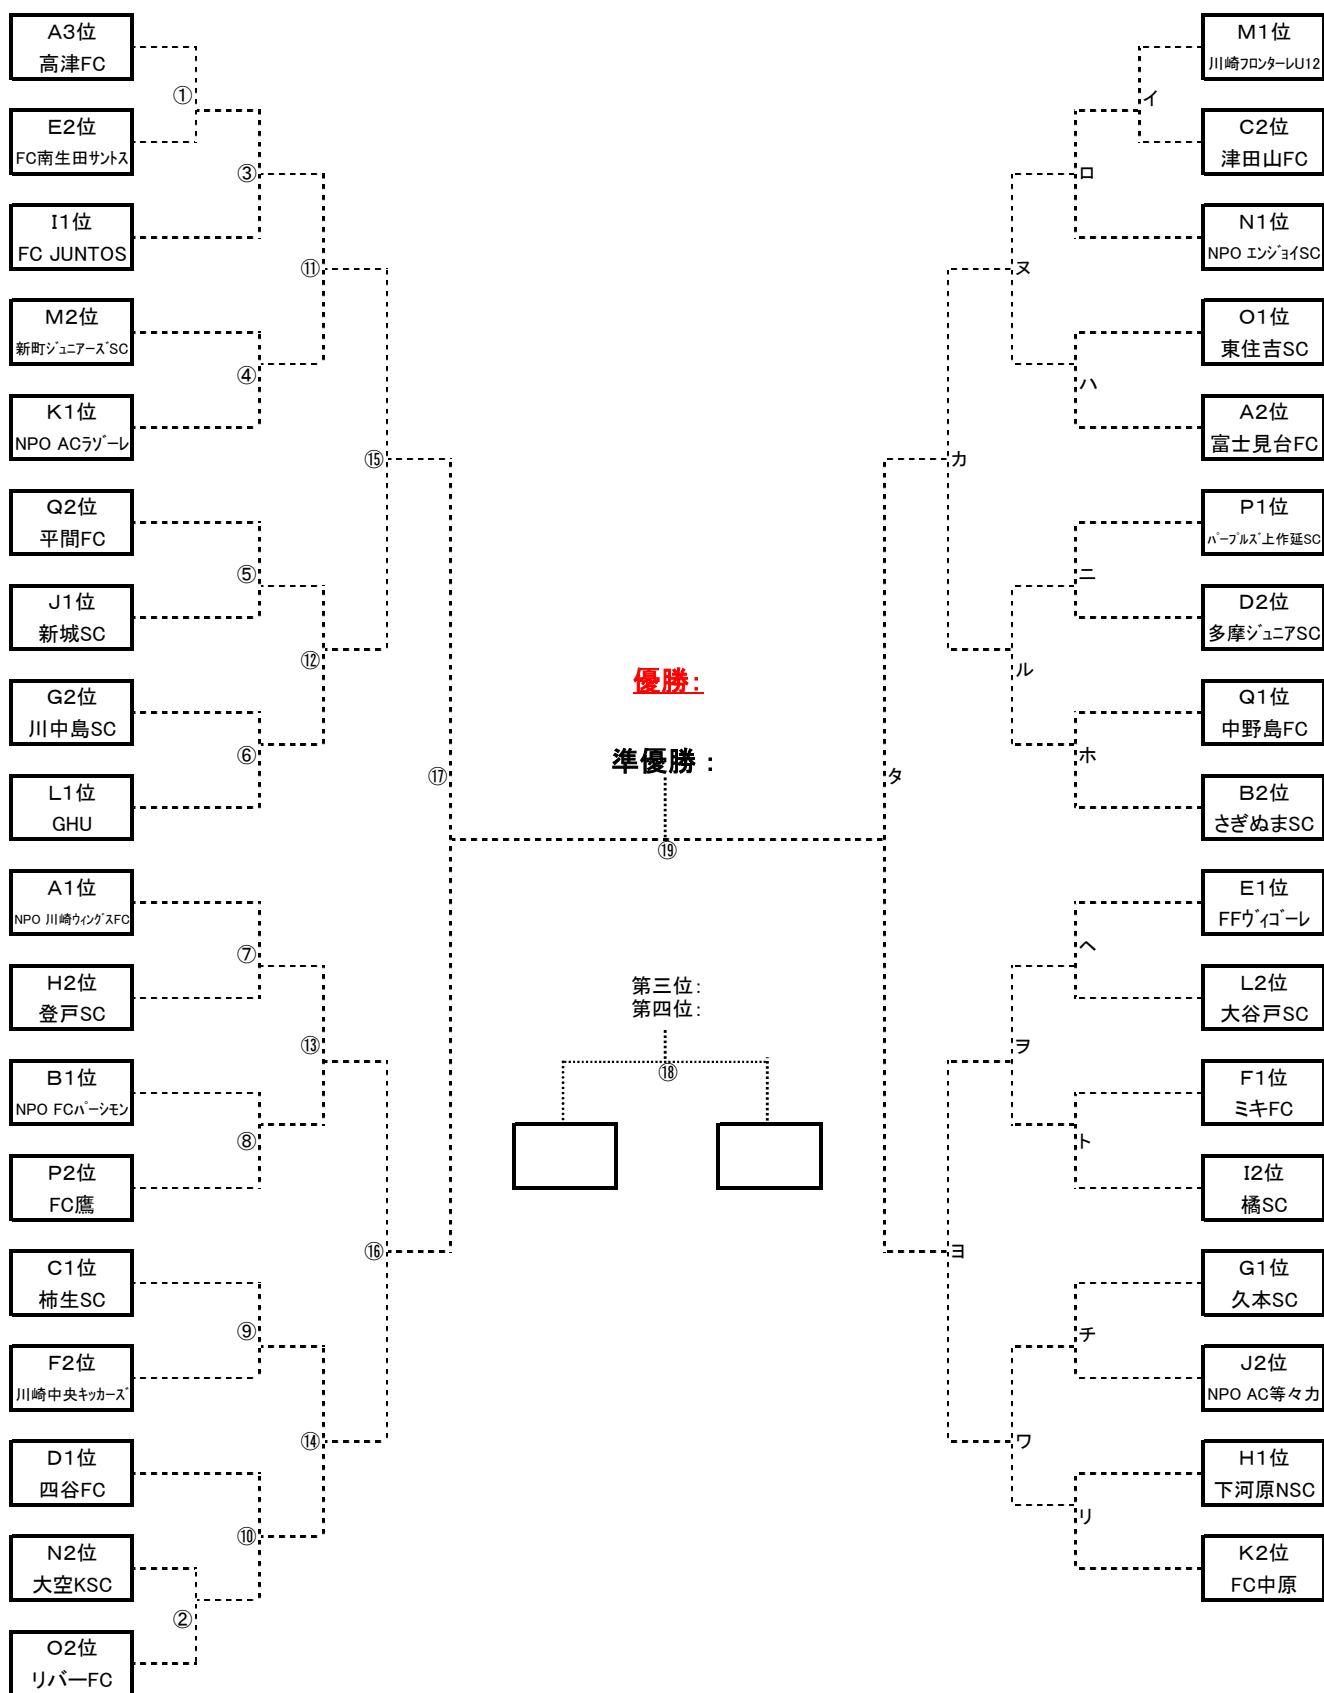 A3位
高津FC
①
E2位
FC南生田サントス
③
I1位
FC JUNTOS
⑪
M2位
新町ジュニアーズSC
④
K1位
NPO ACラゾーレ
⑮
Q2位
平間FC
⑤
J1位
新城SC
⑫
G2位
川中島SC
⑥
L1位
GHU
⑰
A1位
NPO 川崎ウィングスFC
⑦
H2位
登戸SC
⑬
B1位
NPO FCパーシモン
⑧
P2位
FC鷹
⑯
C1位
柿生SC
⑨
F2位
川崎中央キッカーズ
⑭
D1位
四谷FC
⑩
N2位
大空KSC
②
O2位
リバーFC
優勝:
準優勝：
⑲
第三位:
第四位:
⑱
M1位
川崎フロンターレU12
イ
C2位
津田山FC
ロ
N1位
NPO エンジョイSC
ヌ
O1位
東住吉SC
ハ
A2位
富士見台FC
カ
P1位
パープルズ上作延SC
ニ
D2位
多摩ジュニアSC
ル
Q1位
中野島FC
ホ
B2位
さぎぬまSC
タ
E1位
FFヴィゴーレ
ヘ
L2位
大谷戸SC
ヲ
F1位
ミキFC
ト
I2位
橘SC
ヨ
G1位
久本SC
チ
J2位
NPO AC等々力
ワ
H1位
下河原NSC
リ
K2位
FC中原